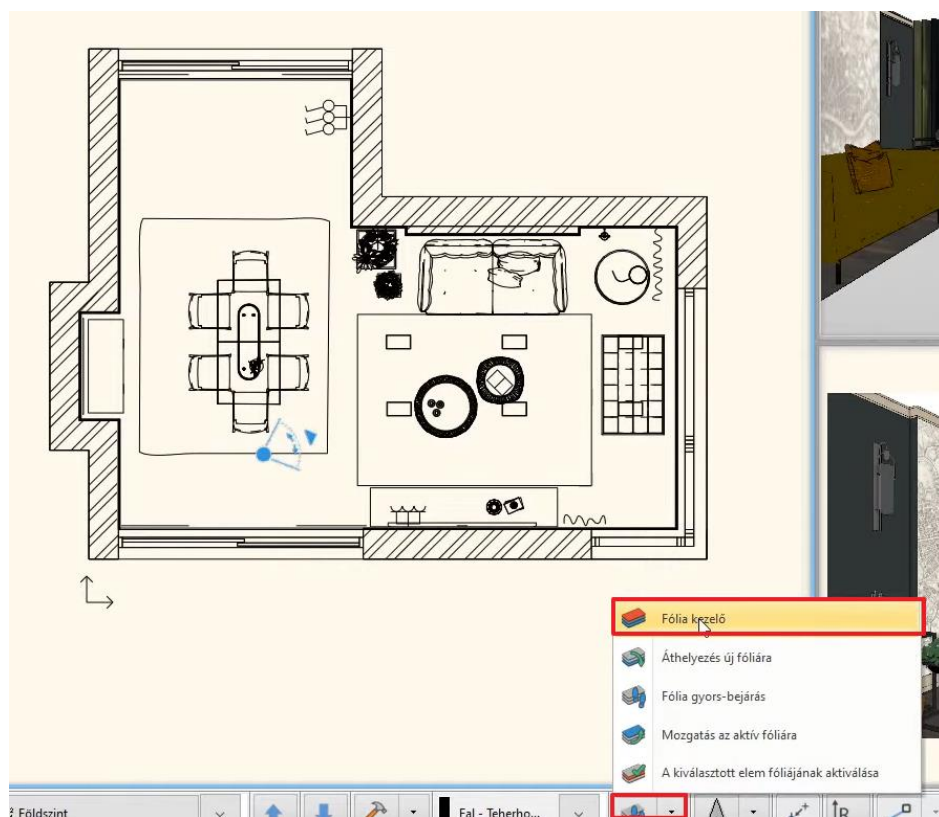 Fólia kezelő
Áthelyezés új fóliára
Fólia gyors-bejárás
Mozgatás az aktív fóliára
A kiválasztott elem fóliájának aktiválása
Földszint
Fal - Teherho...
R